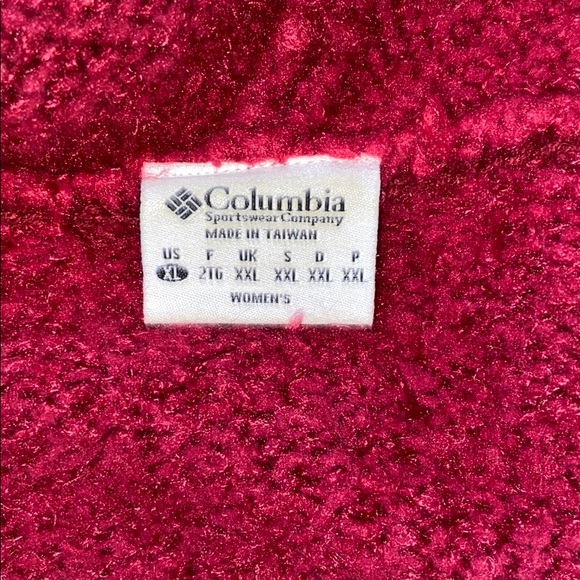 Columbia
Sportswear Company
MADE IN TAIWAN
US F UK S D P
XL 2TG XXL XXL XXL XXL
WOMEN'S